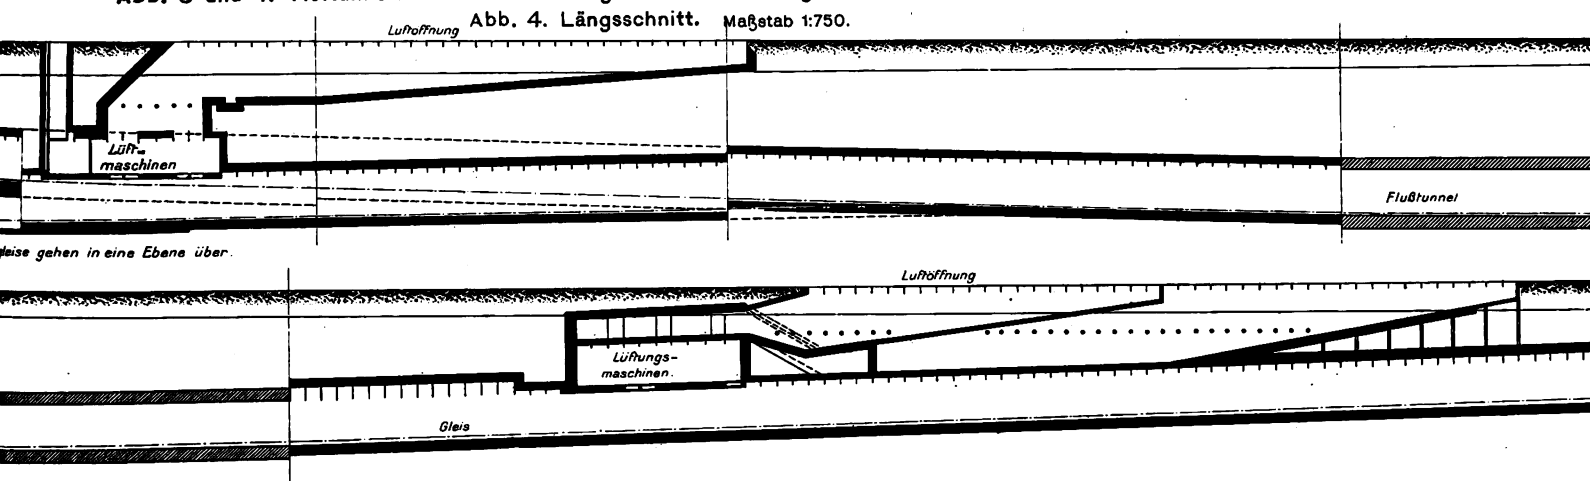 Abb. 4. Längsschnitt. Maßstab 1:750.
Luftöffnung
Lüft-
maschinen
Flußtunnel
gehen in eine Ebene über.
Luftöffnung
Lüftungs-
maschinen.
Gleis